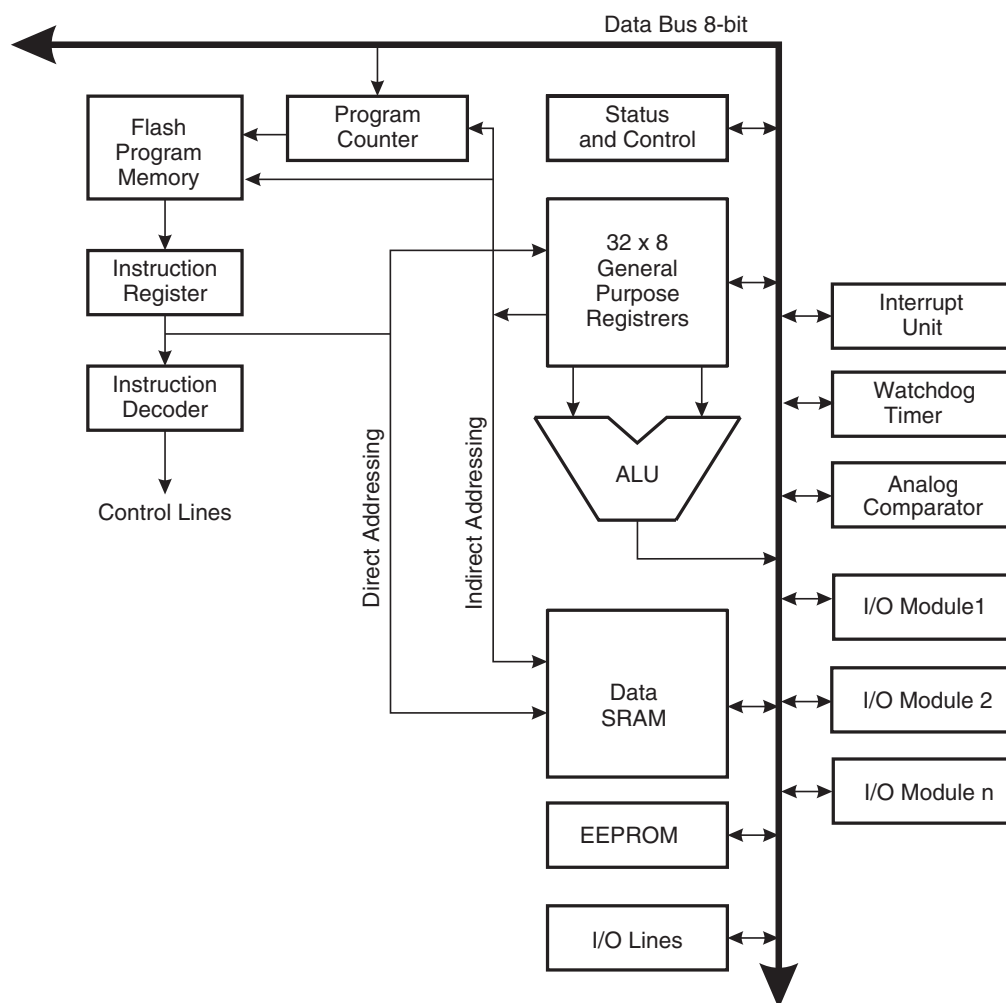 Data Bus 8-bit
Flash
Program
Memory
Program
Counter
Status
and Control
32 x 8
General
Purpose
Registrers
Instruction
Register
Instruction
Decoder
Control Lines
Interrupt
Unit
Watchdog
Timer
Analog
Comparator
ALU
Direct Addressing
Indirect Addressing
I/O Module1
Data
SRAM
I/O Module 2
I/O Module n
EEPROM
I/O Lines